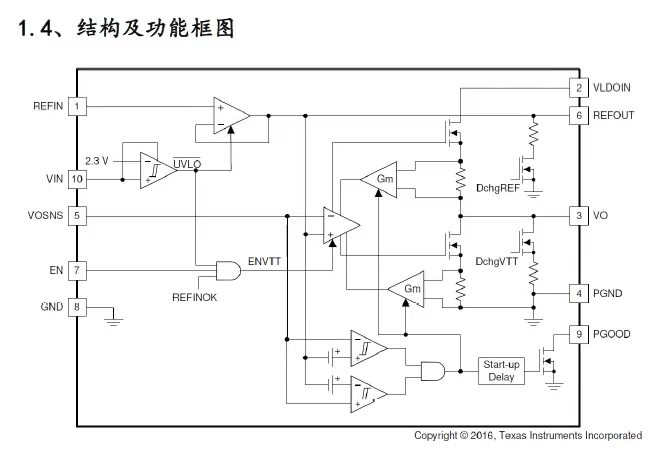 1.4、结构及功能框图
REFIN 1
2 VLDOIN
6 REFOUT
+
−
2.3 V
UVLO
VIN 10
−
+
Gm
DchgREF
VOSNS 5
3 VO
−
+
DchgVTT
EN 7
ENVTT
REFINOK
Gm
4 PGND
GND 8
9 PGOOD
−
+
+
Start-up
Delay
+
−
+
Copyright © 2016, Texas Instruments Incorporated